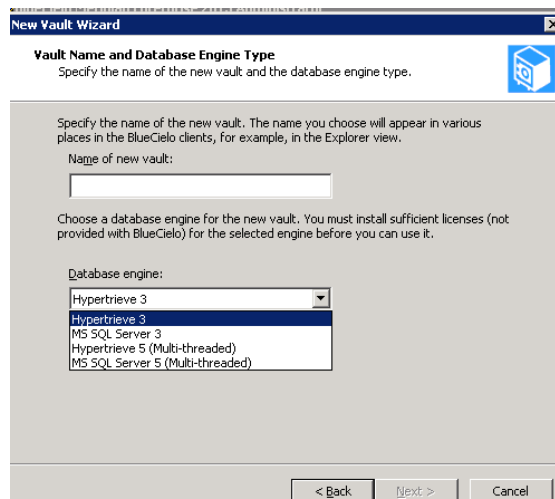 New Vault Wizard
Vault Name and Database Engine Type
Specify the name of the new vault and the database engine type.
Specify the name of the new vault. The name you choose will appear in various
places in the BlueCielo clients, for example, in the Explorer view.
Name of new vault:
Choose a database engine for the new vault. You must install sufficient licenses (not
provided with BlueCielo) for the selected engine before you can use it.
Database engine:
Hypertrieve 3
Hypertrieve 3
MS SQL Server 3
Hypertrieve 5 (Multi-threaded)
MS SQL Server 5 (Multi-threaded)
< Back
Next >
Cancel